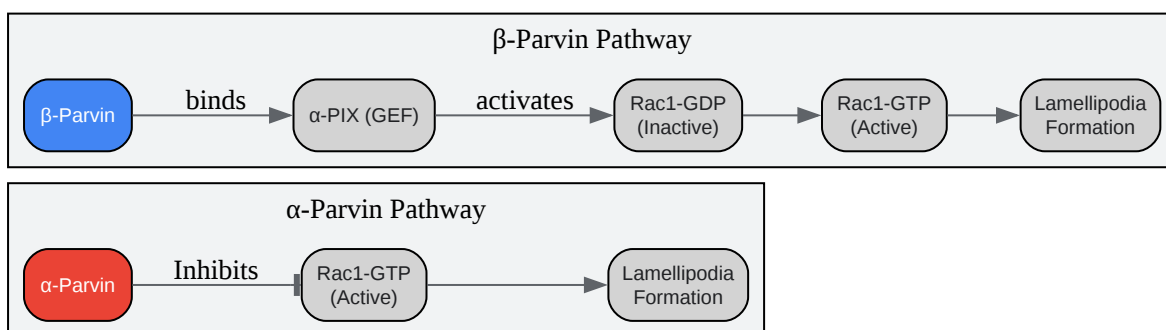 β-Parvin Pathway
β-Parvin
binds
α-PIX (GEF)
activates
Rac1-GDP
(Inactive)
Rac1-GTP
(Active)
Lamellipodia
Formation
α-Parvin Pathway
α-Parvin
Inhibits
Rac1-GTP
(Active)
Lamellipodia
Formation